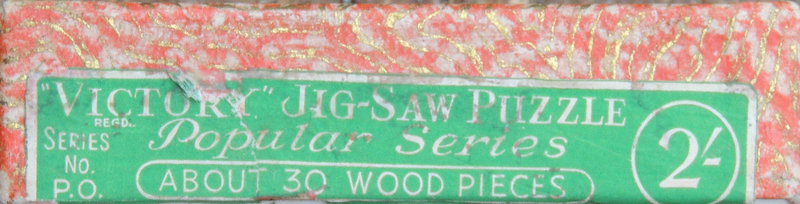 "VICTORY" JIG-SAW PUZZLE
REGD.
SERIES No. P.O.
Popular Series
ABOUT 30 WOOD PIECES
2/-